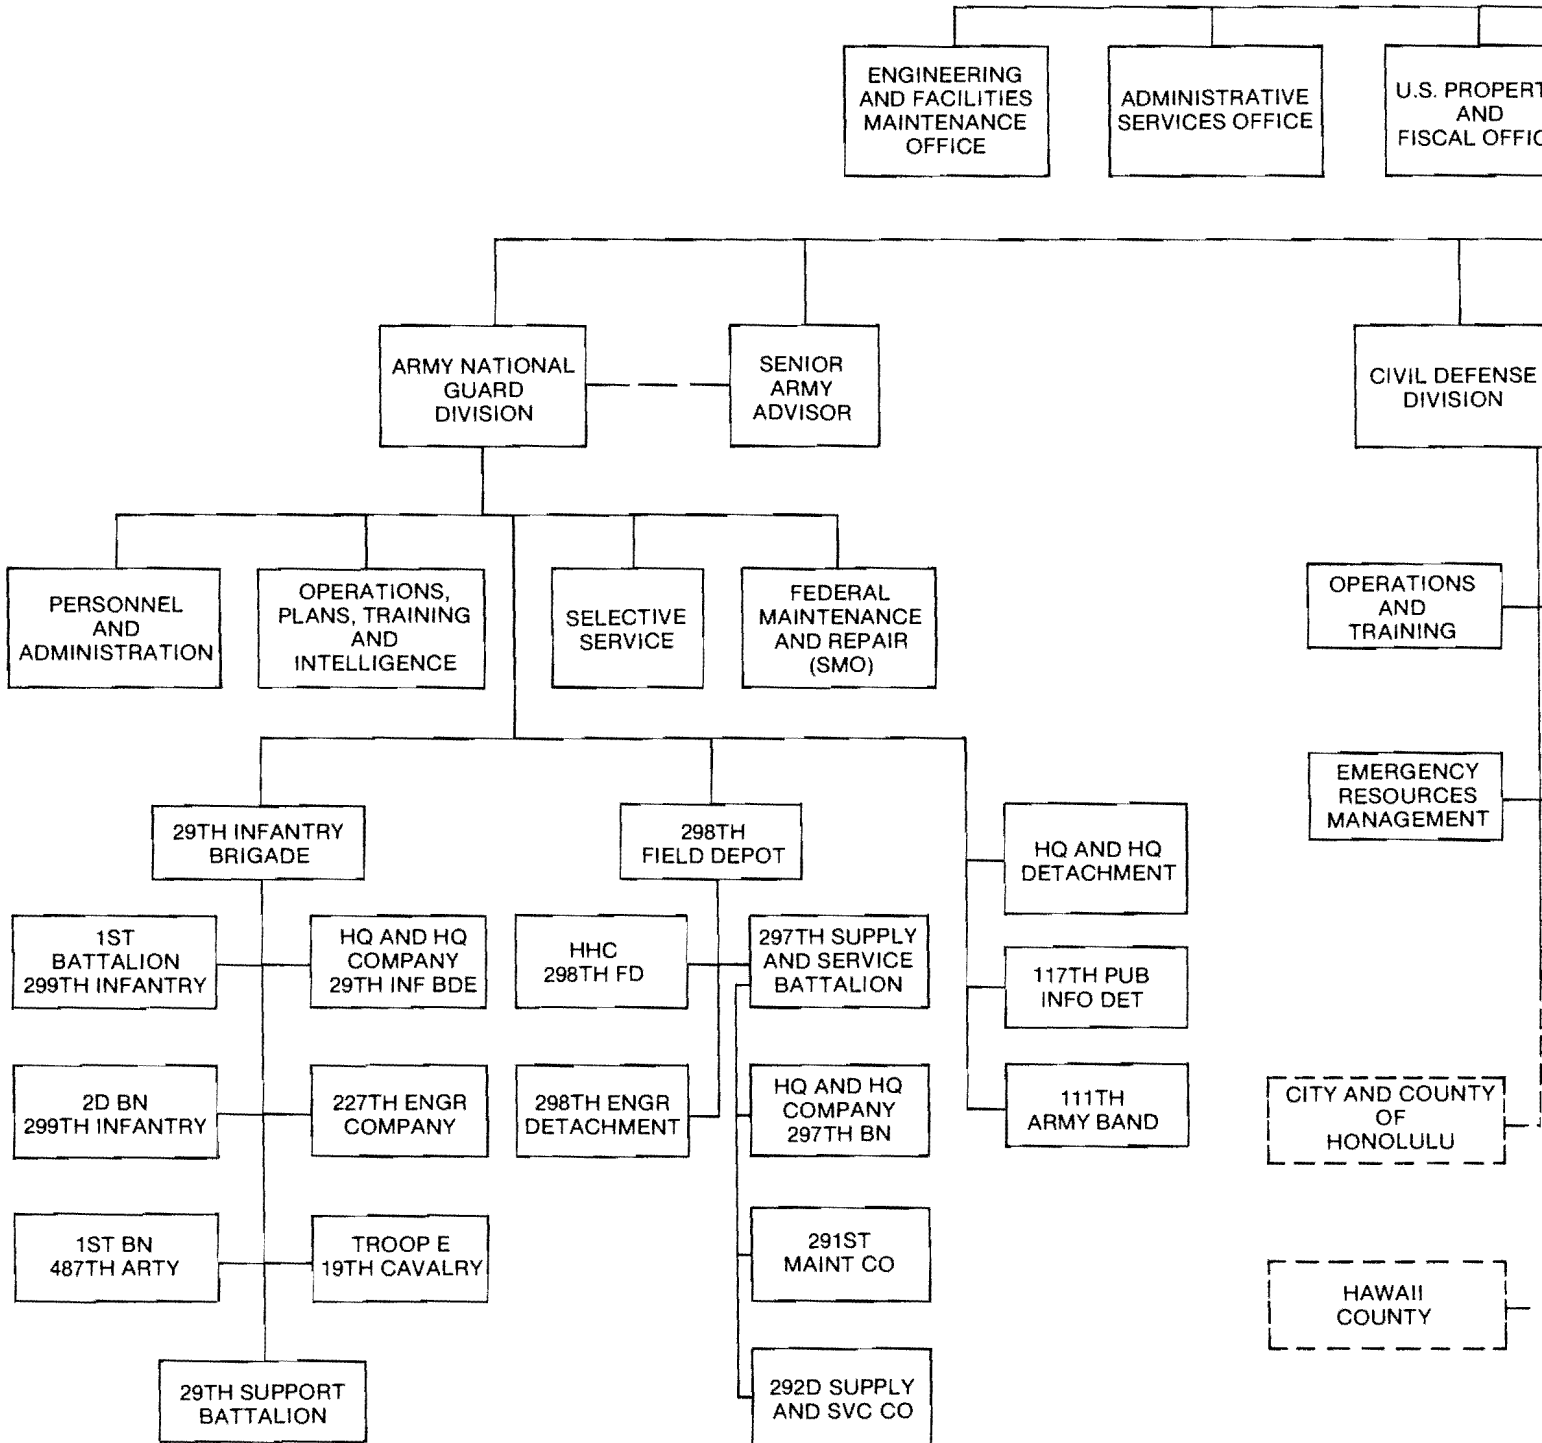 ENGINEERING
AND FACILITIES
MAINTENANCE
OFFICE
ADMINISTRATIVE
SERVICES OFFICE
U.S.
AND
FISCAL
ARMY NATIONAL
GUARD
DIVISION
SENIOR
ARMY
ADVISOR
CIVIL DEFENSE
DIVISION
PERSONNEL
AND
ADMINISTRATION
OPERATIONS,
PLANS, TRAINING
AND
INTELLIGENCE
SELECTIVE
SERVICE
FEDERAL
MAINTENANCE
AND REPAIR
(SMO)
OPERATIONS
AND
TRAINING
EMERGENCY
RESOURCES
MANAGEMENT
29TH INFANTRY
BRIGADE
298TH
FIELD DEPOT
HQ AND HQ
DETACHMENT
1ST
BATTALION
299TH INFANTRY
HQ AND HQ
COMPANY
29TH INF BDE
HHC
298TH FD
297TH SUPPLY
AND SERVICE
BATTALION
117TH PUB
INFO DET
2D BN
299TH INFANTRY
227TH ENGR
COMPANY
298TH ENGR
DETACHMENT
HQ AND HQ
COMPANY
297TH BN
111TH
ARMY BAND
CITY AND COUNTY
OF
HONOLULU
1ST BN
487TH ARTY
TROOP E
19TH CAVALRY
291ST
MAINT CO
HAWAII
COUNTY
29TH SUPPORT
BATTALION
292D SUPPLY
AND SVC CO